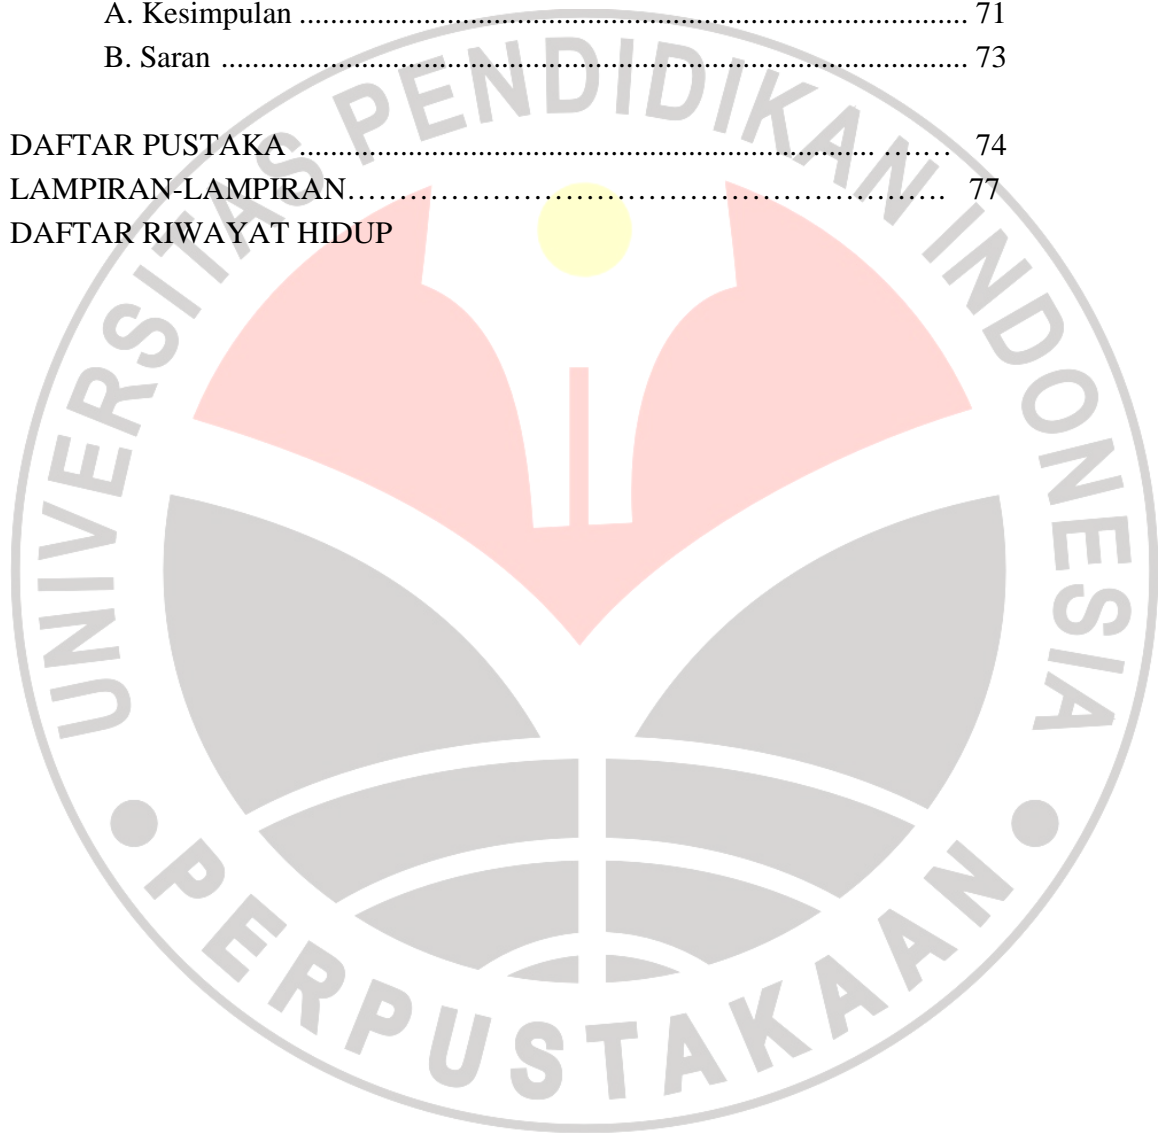 A. Kesimpulan ...................................................................................... 71
B. Saran ................................................................................................ 73
DAFTAR PUSTAKA .......................................................................... ……. 74
LAMPIRAN-LAMPIRAN……………………………………………………………. 77
DAFTAR RIWAYAT HIDUP
UNIVERSITAS PENDIDIKAN INDONESIA
PERPUSTAKAAN